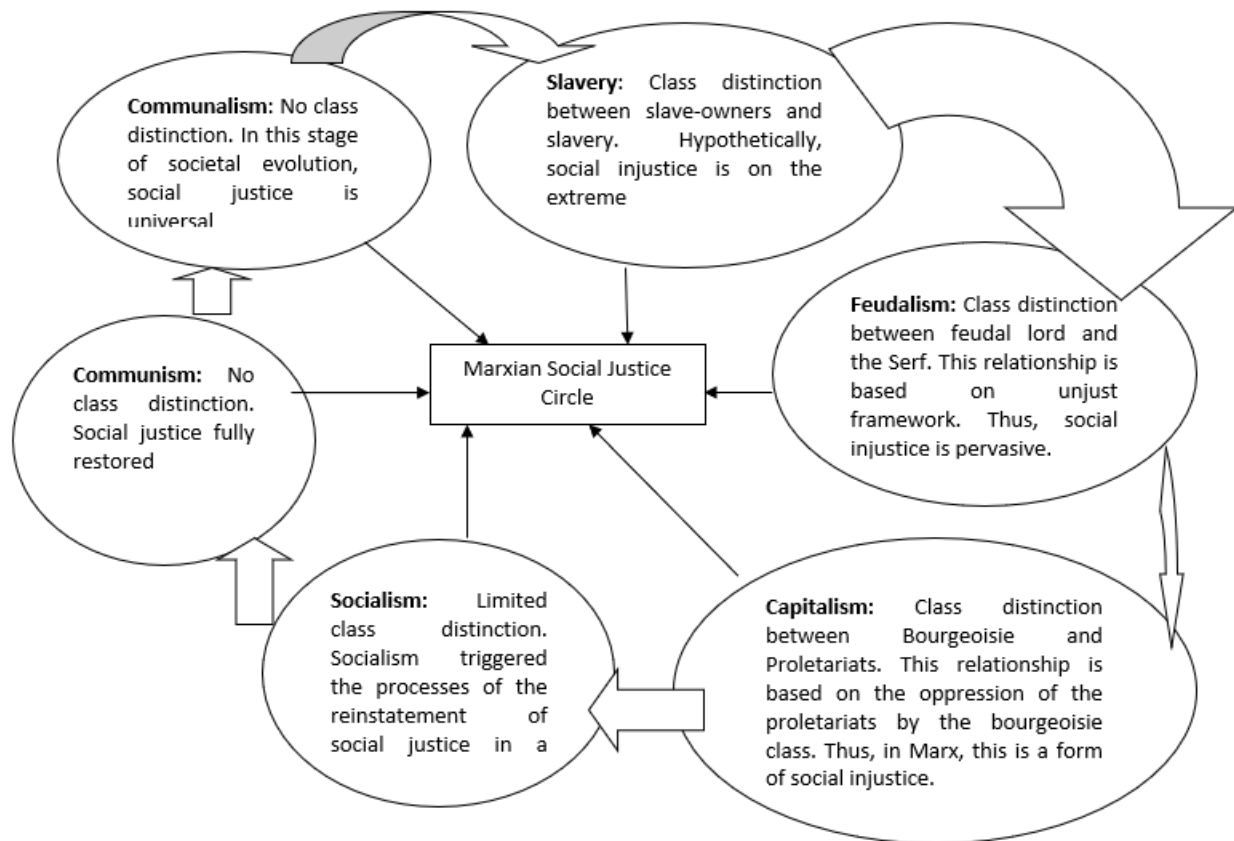 Communalism: No class
distinction. In this stage
of societal evolution,
social justice is
universal
Slavery: Class distinction
between slave-owners and
slavery. Hypothetically,
social injustice is on the
extreme
Feudalism: Class distinction
between feudal lord and
the Serf. This relationship is
based on unjust
framework. Thus, social
injustice is pervasive.
Marxian Social Justice
Circle
Communism: No
class distinction.
Social justice fully
restored
Socialism: Limited
class distinction.
Socialism triggered
the processes of the
reinstatement of
social justice in a
Capitalism: Class distinction
between Bourgeoisie and
Proletariats. This relationship is
based on the oppression of the
proletariats by the bourgeoisie
class. Thus, in Marx, this is a form
of social injustice.